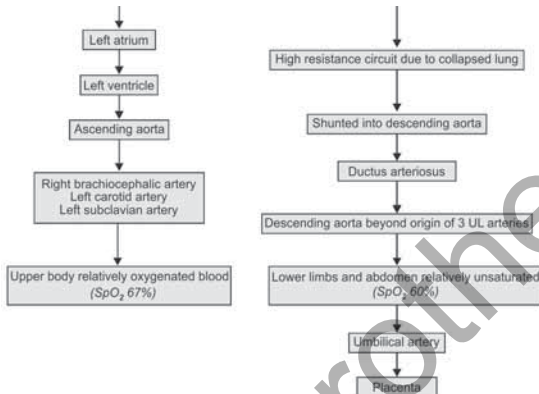 Left atrium
Left ventricle
Ascending aorta
Right brachiocephalic artery
Left carotid artery
Left subclavian artery
Upper body relatively oxygenated blood
(SpO₂ 67%)
High resistance circuit due to collapsed lung
Shunted into descending aorta
Ductus arteriosus
Descending aorta beyond origin of 3 UL arteries
Lower limbs and abdomen relatively unsaturated
(SpO₂ 60%)
Umbilical artery
Placenta